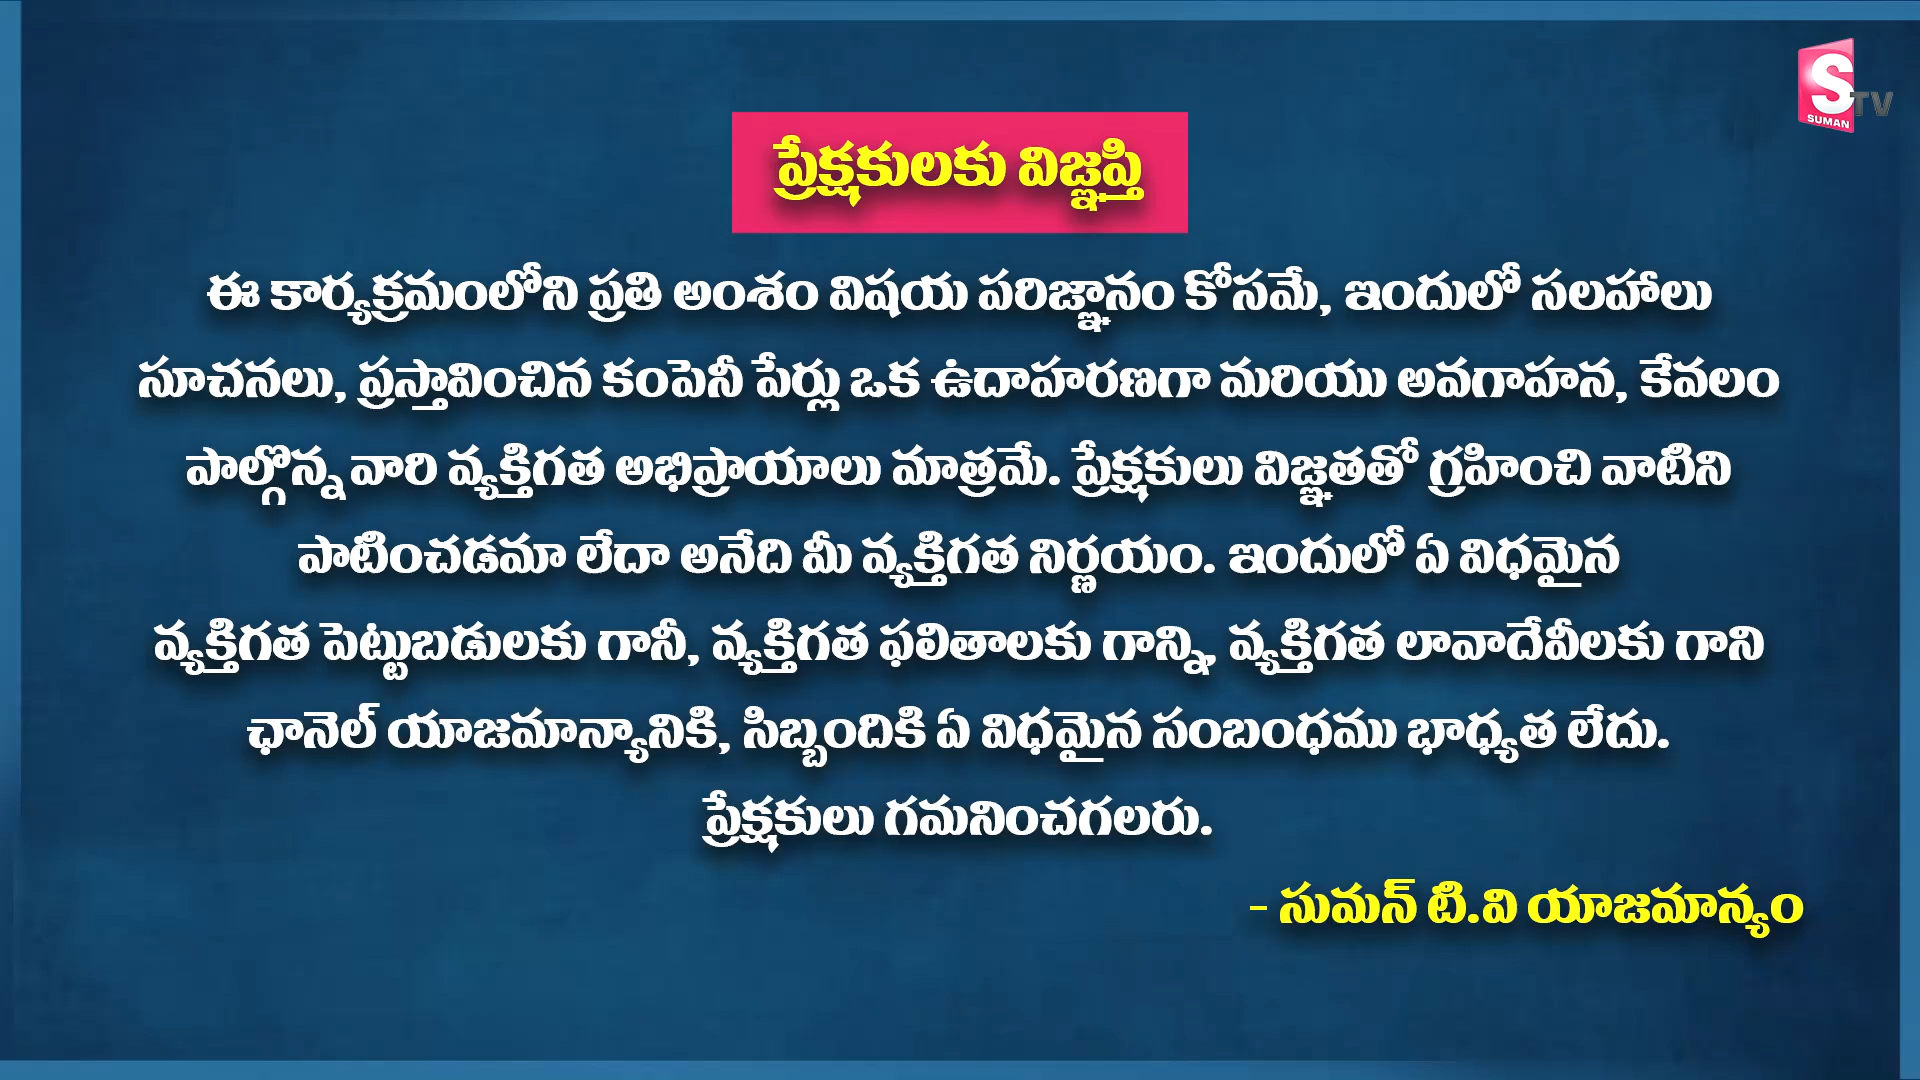 S TV
SUMAN
ప్రేక్షకులకు విజ్ఞప్తి
ఈ కార్యక్రమంలోని ప్రతి అంశం విషయ పరిజ్ఞానం కోసమే, ఇందులో సలహాలు
సూచనలు, ప్రస్తావించిన కంపెనీ పేర్లు ఒక ఉదాహరణగా మరియు అవగాహన, కేవలం
పాల్గొన్న వారి వ్యక్తిగత అభిప్రాయాలు మాత్రమే. ప్రేక్షకులు విజ్ఞతతో గ్రహించి వాటిని
పాటించడమా లేదా అనేది మీ వ్యక్తిగత నిర్ణయం. ఇందులో ఏ విధమైన
వ్యక్తిగత పెట్టుబడులకు గానీ, వ్యక్తిగత ఫలితాలకు గాన్ని, వ్యక్తిగత లావాదేవీలకు గాని
ఛానెల్ యాజమాన్యానికి, సిబ్బందికి ఏ విధమైన సంబంధము భాధ్యత లేదు.
ప్రేక్షకులు గమనించగలరు.
- సుమన్ టి.వి యాజమాన్యం